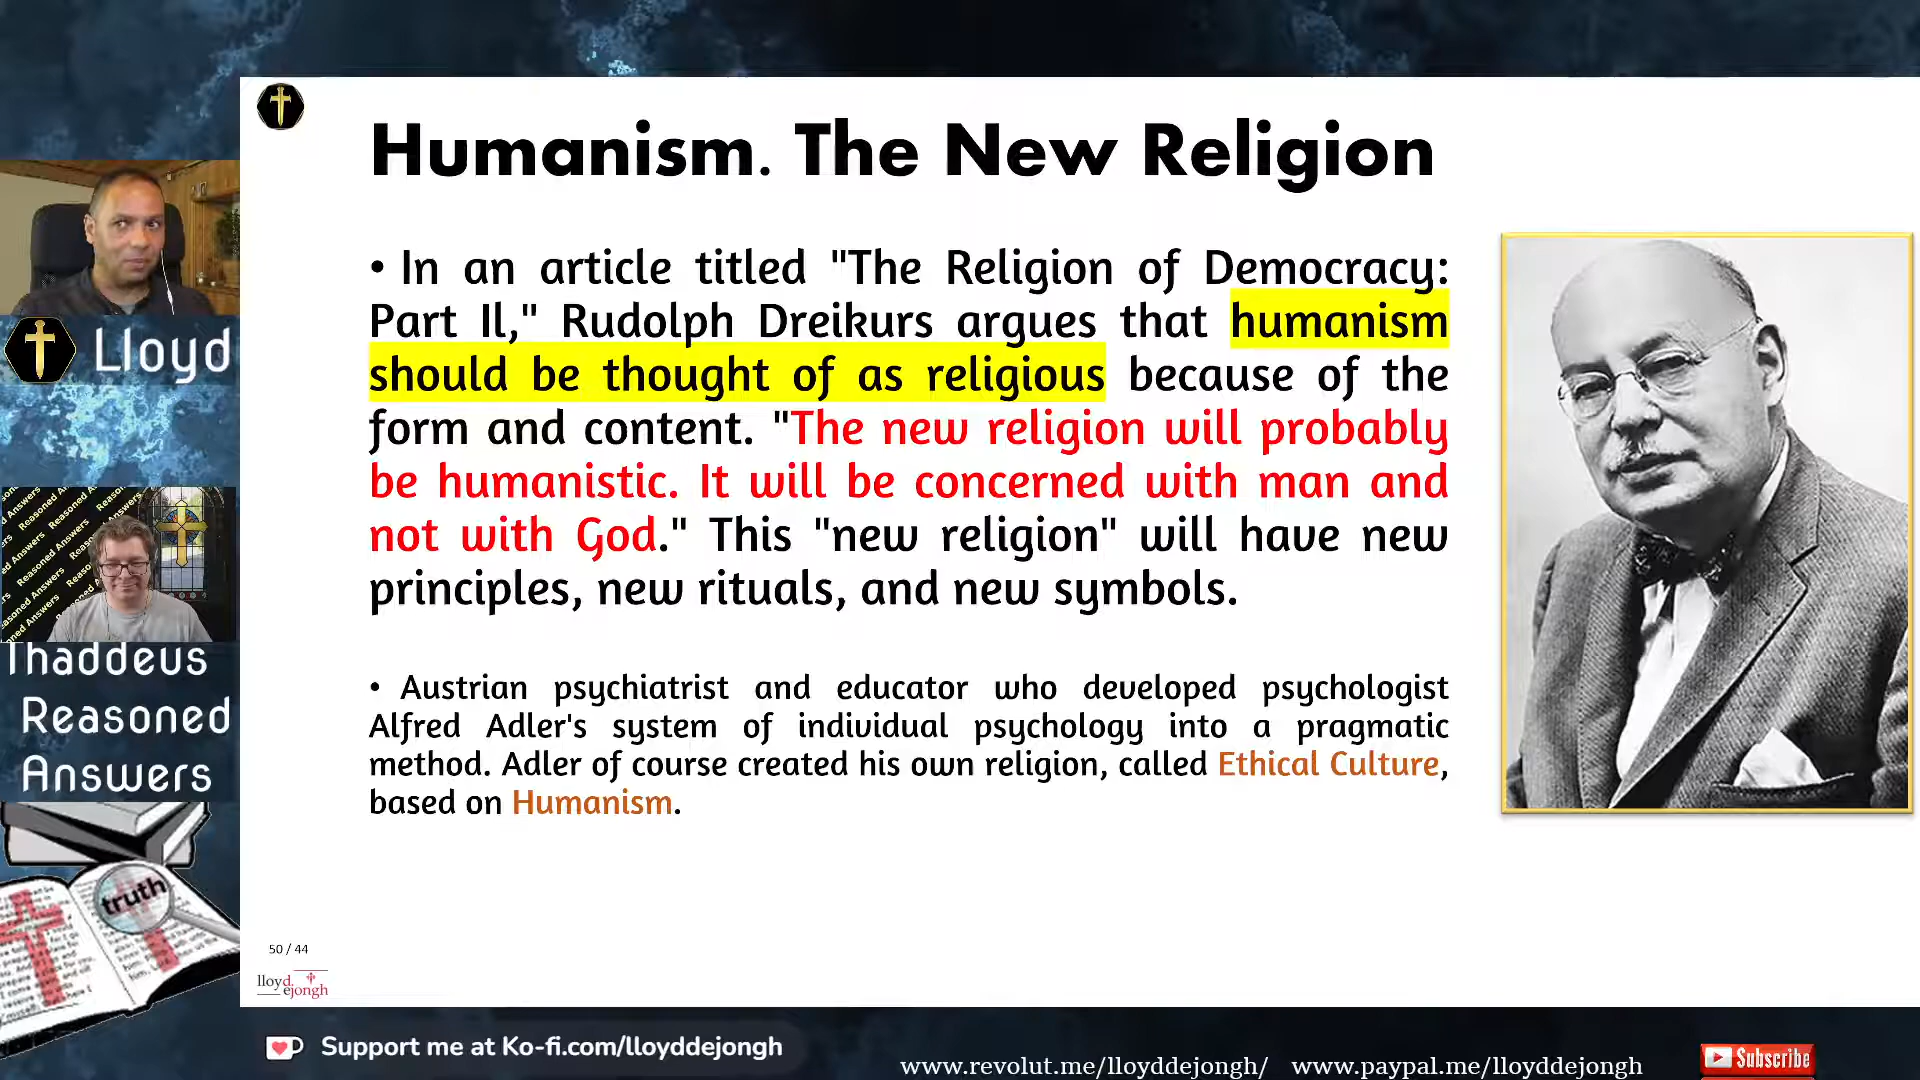 Humanism. The New Religion
• In an article titled "The Religion of Democracy:
Part Il," Rudolph Dreikurs argues that humanism
should be thought of as religious because of the
form and content. "The new religion will probably
be humanistic. It will be concerned with man and
not with God." This "new religion" will have new
principles, new rituals, and new symbols.
• Austrian psychiatrist and educator who developed psychologist
Alfred Adler's system of individual psychology into a pragmatic
method. Adler of course created his own religion, called Ethical Culture,
based on Humanism.
50 / 44
lloyd
ejongh
Lloyd
Reasoned Answers
Thaddeus
Reasoned
Answers
truth
Support me at Ko-fi.com/lloyddejongh
www.revolut.me/lloyddejongh/ www.paypal.me/lloyddejongh
Subscribe